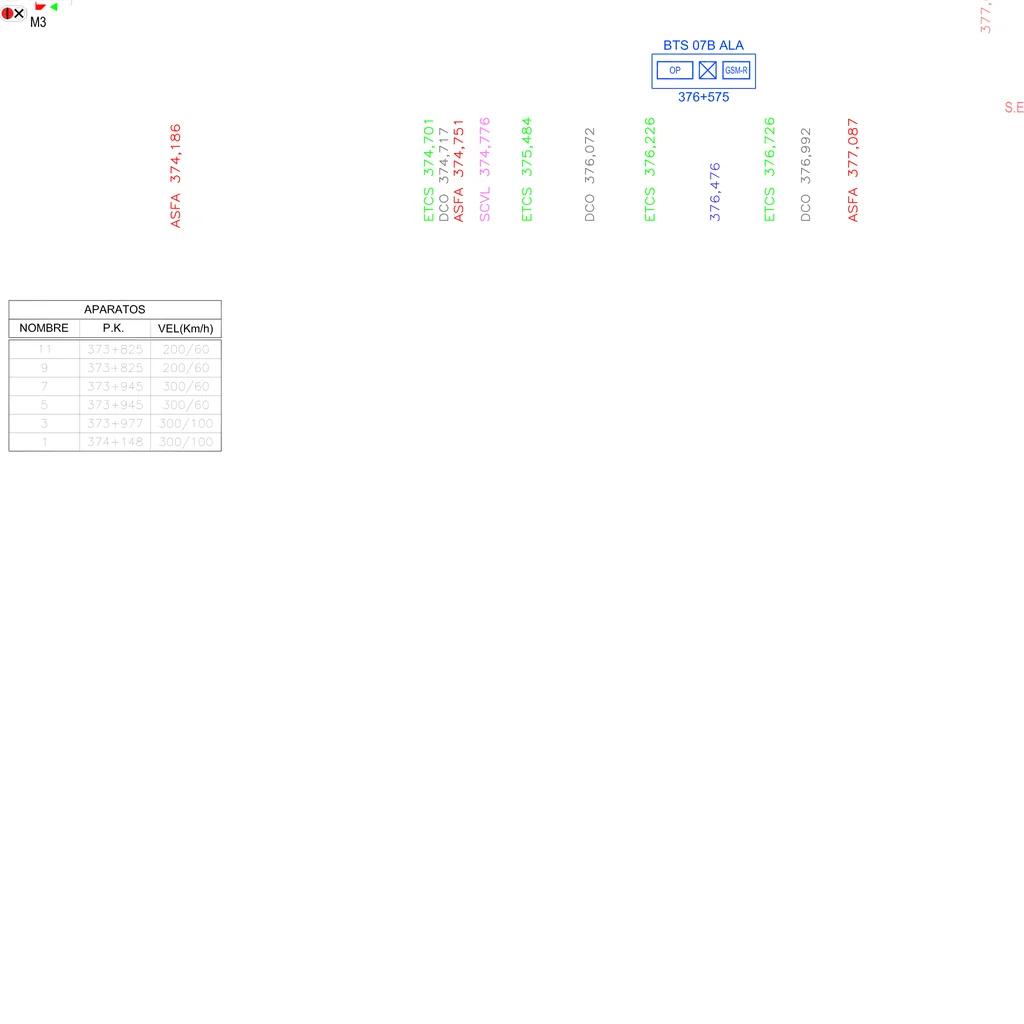 M3
377,
BTS 07B ALA
OP
GSM-R
376+575
S.E
ASFA 374,186
ETCS 374,701
DCO 374,717
ASFA 374,751
SCVL 374,776
ETCS 375,484
DCO 376,072
ETCS 376,226
376,476
ETCS 376,726
DCO 376,992
ASFA 377,087
APARATOS
NOMBRE P.K. VEL(Km/h)
11 373+825 200/60
9 373+825 200/60
7 373+945 300/60
5 373+945 300/60
3 373+977 300/100
1 374+148 300/100